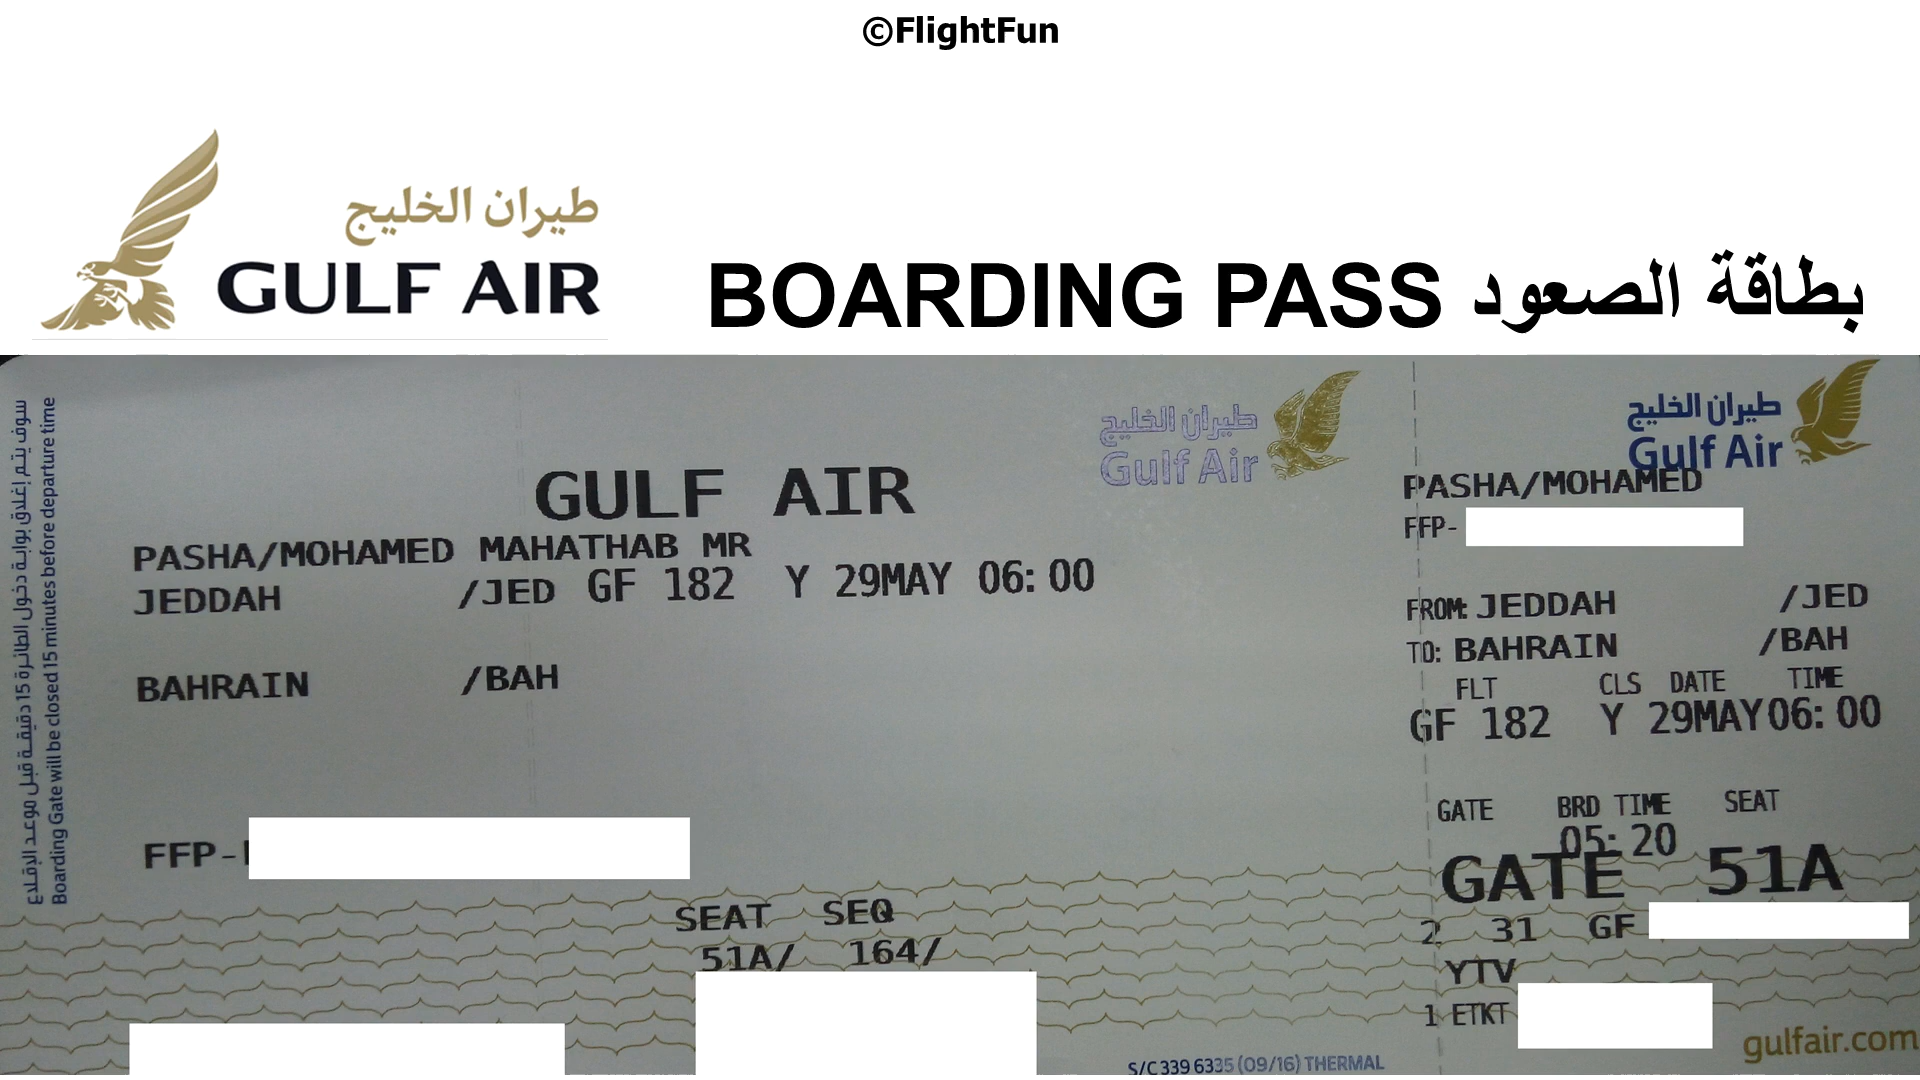 ©FlightFun
طيران الخليج
GULF AIR
BOARDING PASS بطاقة الصعود
سوف يتم إغلاق بوابة دخول الطائرة 15 دقيقة قبل موعد الإقلاع
Boarding Gate will be closed 15 minutes before departure time
طيران الخليج
Gulf Air
GULF AIR
PASHA/MOHAMED MAHATHAB MR
JEDDAH /JED GF 182 Y 29MAY 06:00
BAHRAIN /BAH
FFP-
SEAT SEQ
51A/ 164/
S/C 339 6335 (09/16) THERMAL
طيران الخليج
Gulf Air
PASHA/MOHAMED
FFP-
FROM: JEDDAH /JED
TO: BAHRAIN /BAH
FLT CLS DATE TIME
GF 182 Y 29MAY06:00
GATE BRD TIME SEAT
05:20
GATE 51A
2 31 GF
YTV
1 ETKT
gulfair.com